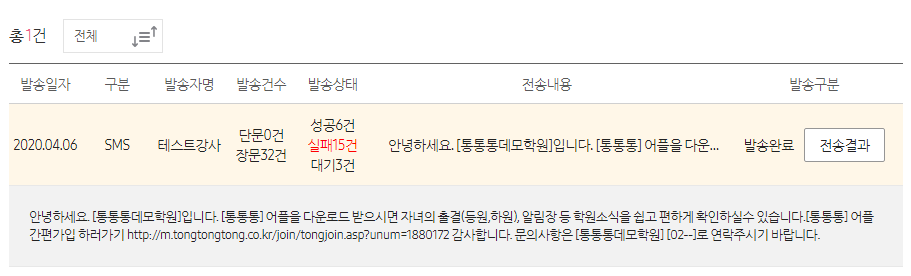 총1건
전체
발송일자 구분 발송자명 발송건수 발송상태 전송내용 발송구분
2020.04.06 SMS 테스트강사 단문0건 장문32건 성공6건 실패15건 대기3건 안녕하세요. [통통통데모학원]입니다. [통통통] 어플을 다운... 발송완료 전송결과
안녕하세요. [통통통데모학원]입니다. [통통통] 어플을 다운로드 받으시면 자녀의 출결(등원,하원), 알림장 등 학원소식을 쉽고 편하게 확인하실수 있습니다.[통통통] 어플
간편가입 하러가기 http://m.tongtongtong.co.kr/join/tongjoin.asp?unum=1880172 감사합니다. 문의사항은 [통통통데모학원] [02--]로 연락주시기 바랍니다.